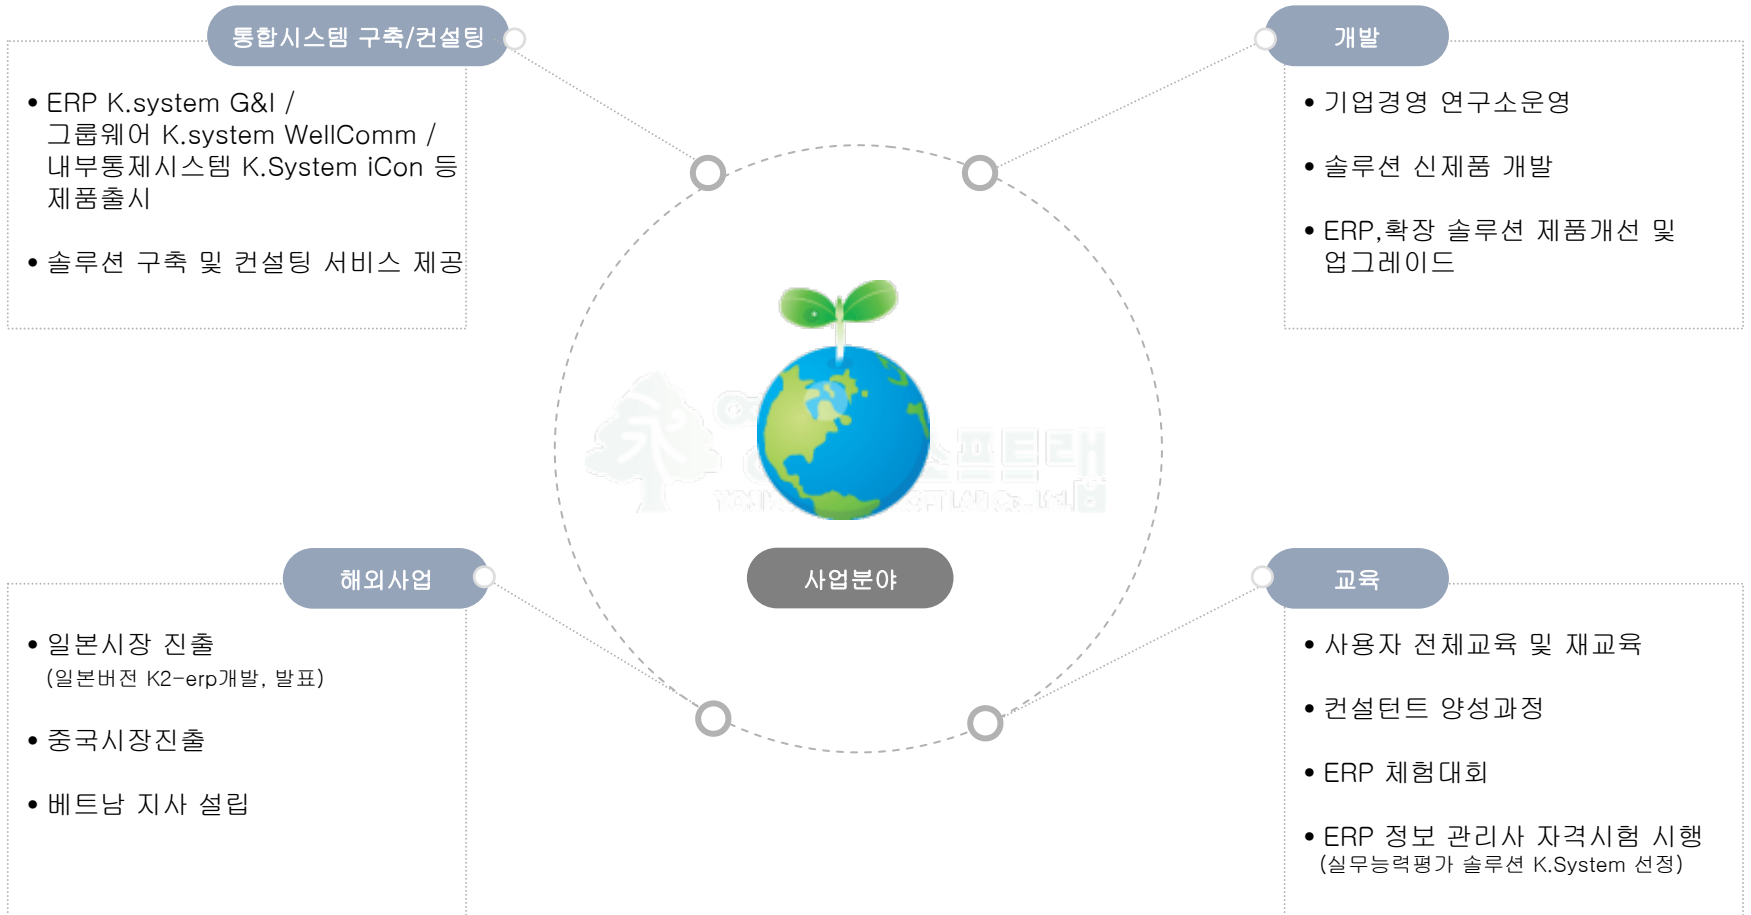 통합시스템 구축/컨설팅
• ERP K.system G&I /
그룹웨어 K.system WellComm /
내부통제시스템 K.System iCon 등
제품출시
• 솔루션 구축 및 컨설팅 서비스 제공
개발
• 기업경영 연구소운영
• 솔루션 신제품 개발
• ERP,확장 솔루션 제품개선 및
업그레이드
소프트랩
사업분야
해외사업
• 일본시장 진출
(일본버전 K2-erp개발, 발표)
• 중국시장진출
• 베트남 지사 설립
교육
• 사용자 전체교육 및 재교육
• 컨설턴트 양성과정
• ERP 체험대회
• ERP 정보 관리사 자격시험 시행
(실무능력평가 솔루션 K.System 선정)